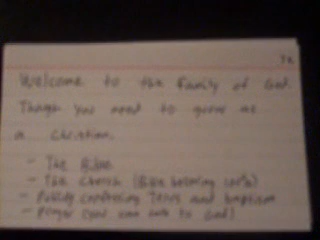 Welcome to the family of God.
Things you need to grow as
a Christian.
- The Bible
- The Church (Bible believing
- Publicly confessing Jesus and baptism
- Prayer (you can talk to God)